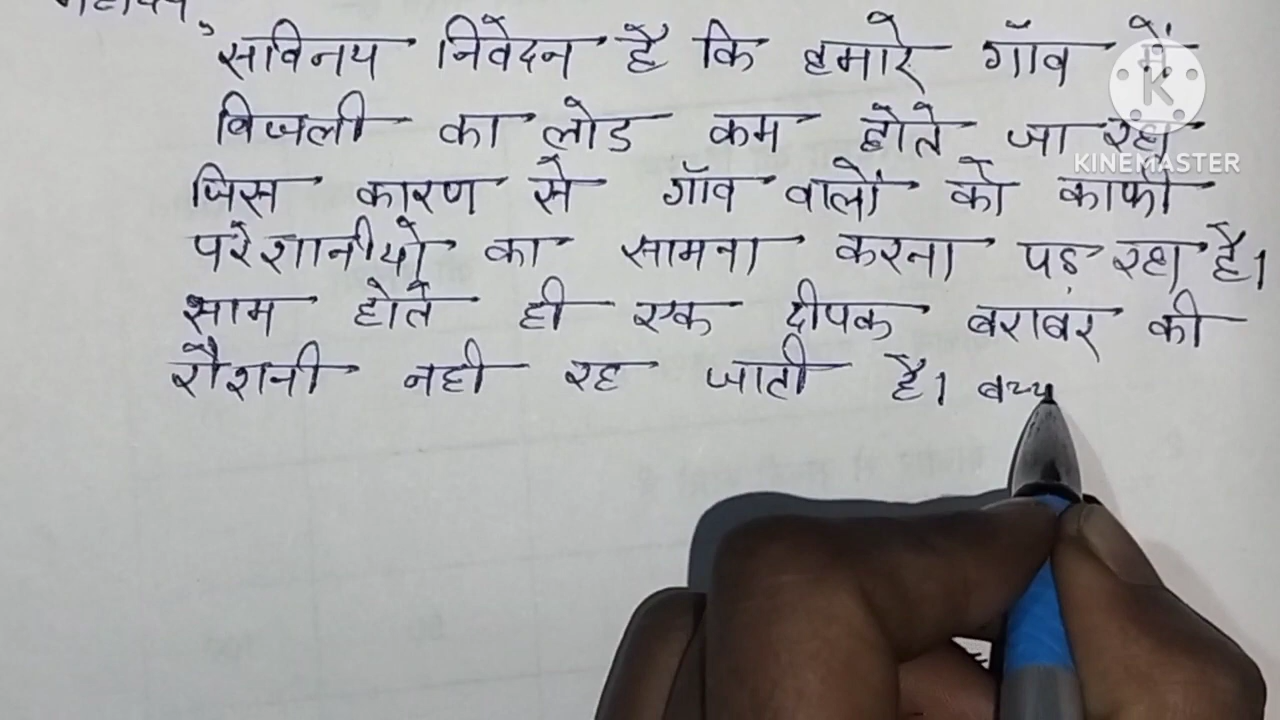 सविनय निवेदन है कि हमारे गाँव में
बिजली का लोड कम होते जा रहा
जिस कारण से गाँव वालों को काफी
परेशानीयो का सामना करना पड़ रहा है।
साम होते ही एक दीपक बराबर की
रौशनी नही रह जाती है। बच्च
K
KINEMASTER